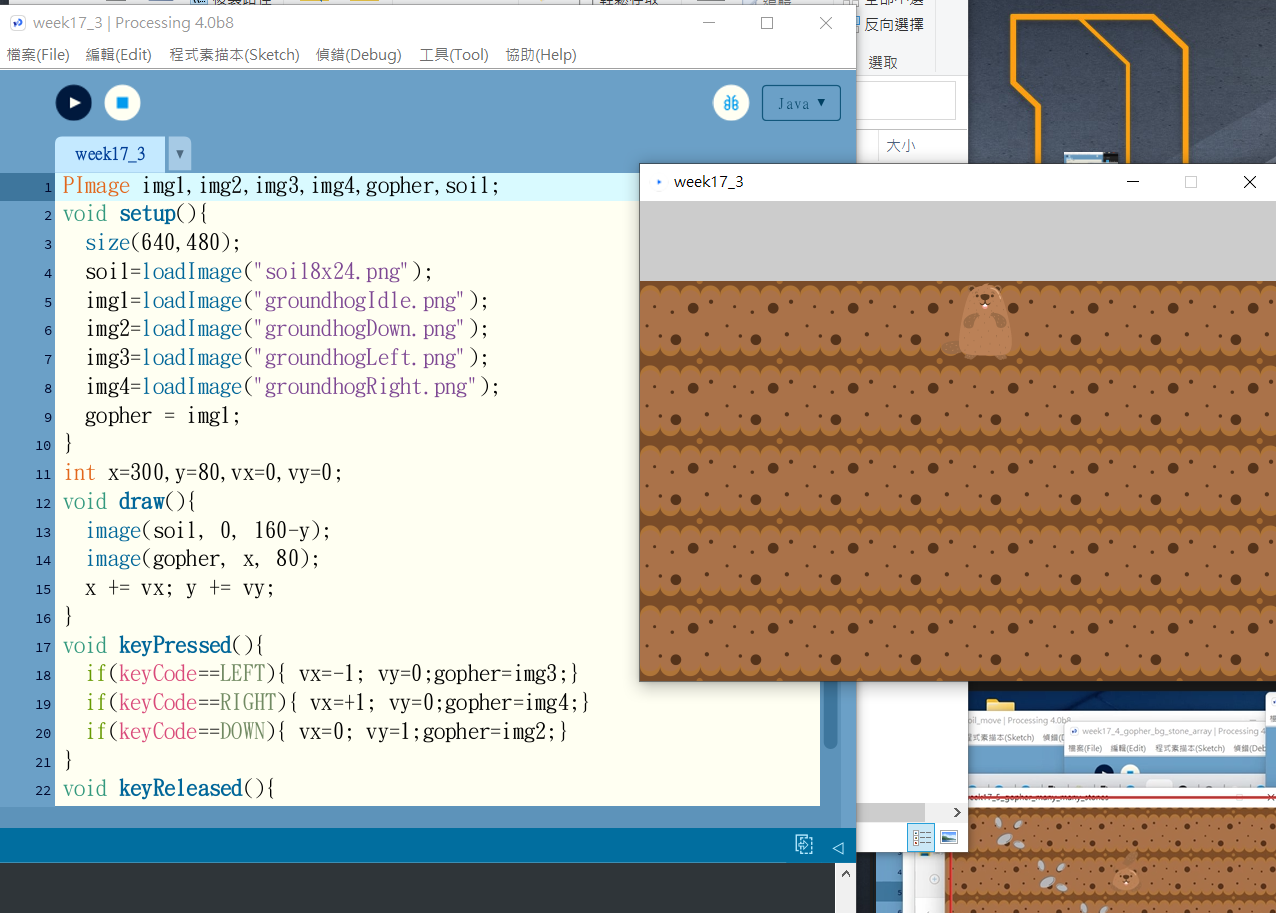 week17_3 | Processing 4.0b8
檔案(File) 編輯(Edit) 程式素描本(Sketch) 偵錯(Debug) 工具(Tool) 協助(Help)
反向選擇
選取
大小
Java ▼
week17_3 ▼
1 PImage img1,img2,img3,img4,gopher,soil;
2 void setup(){
3 size(640,480);
4 soil=loadImage("soil8x24.png");
5 img1=loadImage("groundhogIdle.png");
6 img2=loadImage("groundhogDown.png");
7 img3=loadImage("groundhogLeft.png");
8 img4=loadImage("groundhogRight.png");
9 gopher = img1;
10 }
11 int x=300,y=80,vx=0,vy=0;
12 void draw(){
13 image(soil, 0, 160-y);
14 image(gopher, x, 80);
15 x += vx; y += vy;
16 }
17 void keyPressed(){
18 if(keyCode==LEFT){ vx=-1; vy=0;gopher=img3;}
19 if(keyCode==RIGHT){ vx=+1; vy=0;gopher=img4;}
20 if(keyCode==DOWN){ vx=0; vy=1;gopher=img2;}
21 }
22 void keyReleased(){
week17_3
oil_move | Processing 4.0b8
程式素描本(Sketch)
week17_4_gopher_bg_stone_array | Processing 4
檔案(File) 編輯(Edit) 程式素描本(Sketch) 偵錯(Deb
week17_5_gopher_many_many_stones